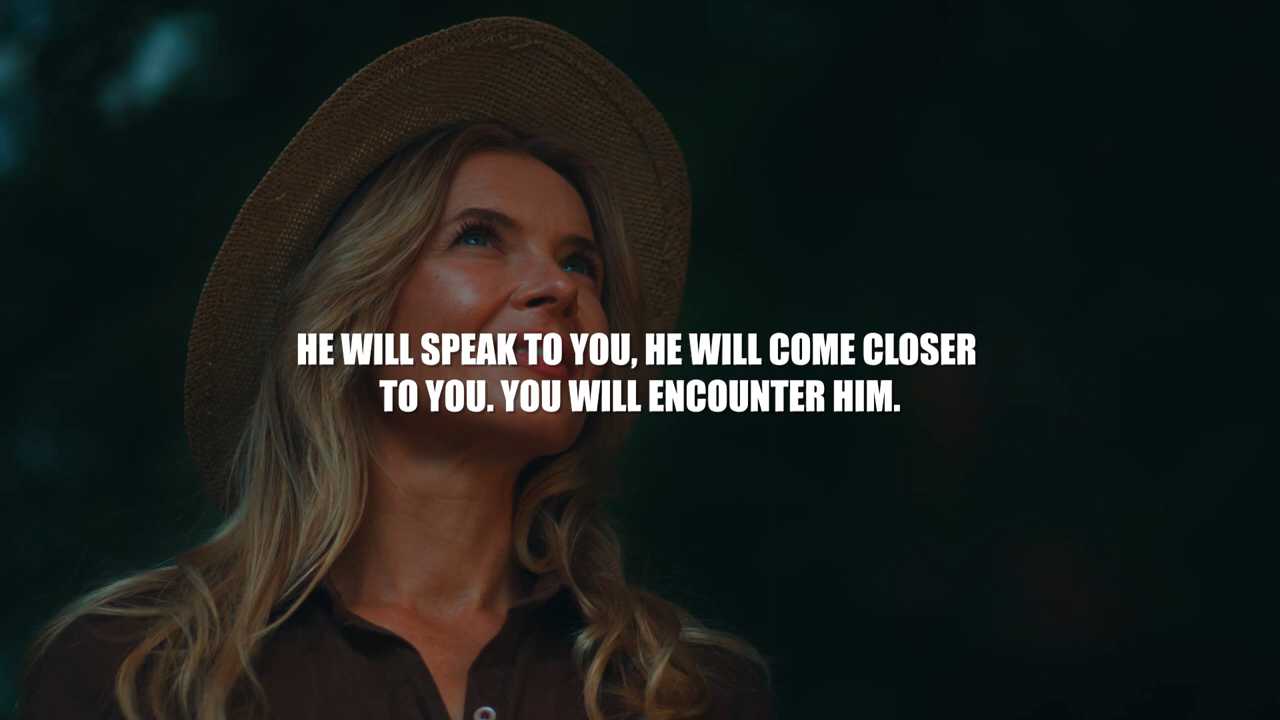 HE WILL SPEAK TO YOU, HE WILL COME CLOSER
TO YOU. YOU WILL ENCOUNTER HIM.